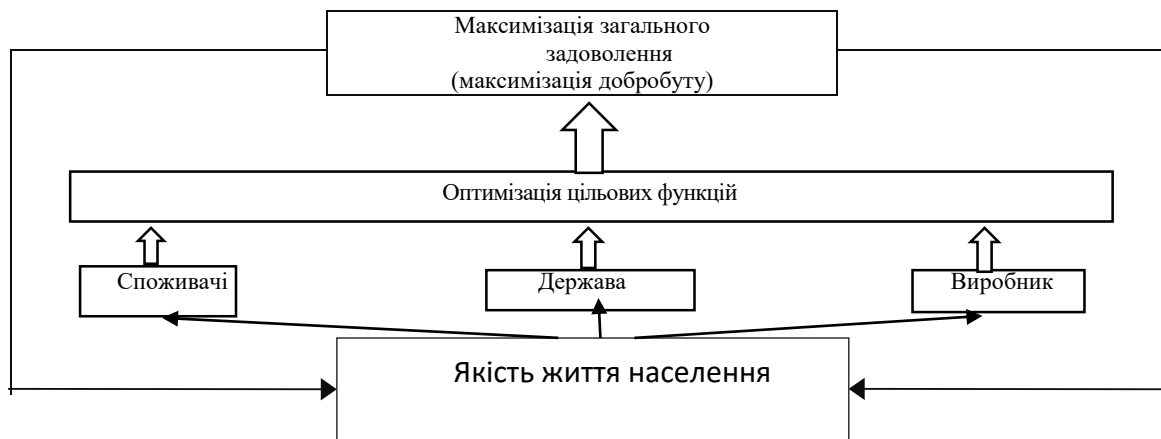 Максимізація загального
задоволення
(максимізація добробуту)
Оптимізація цільових функцій
Споживачі
Держава
Виробник
Якість життя населення